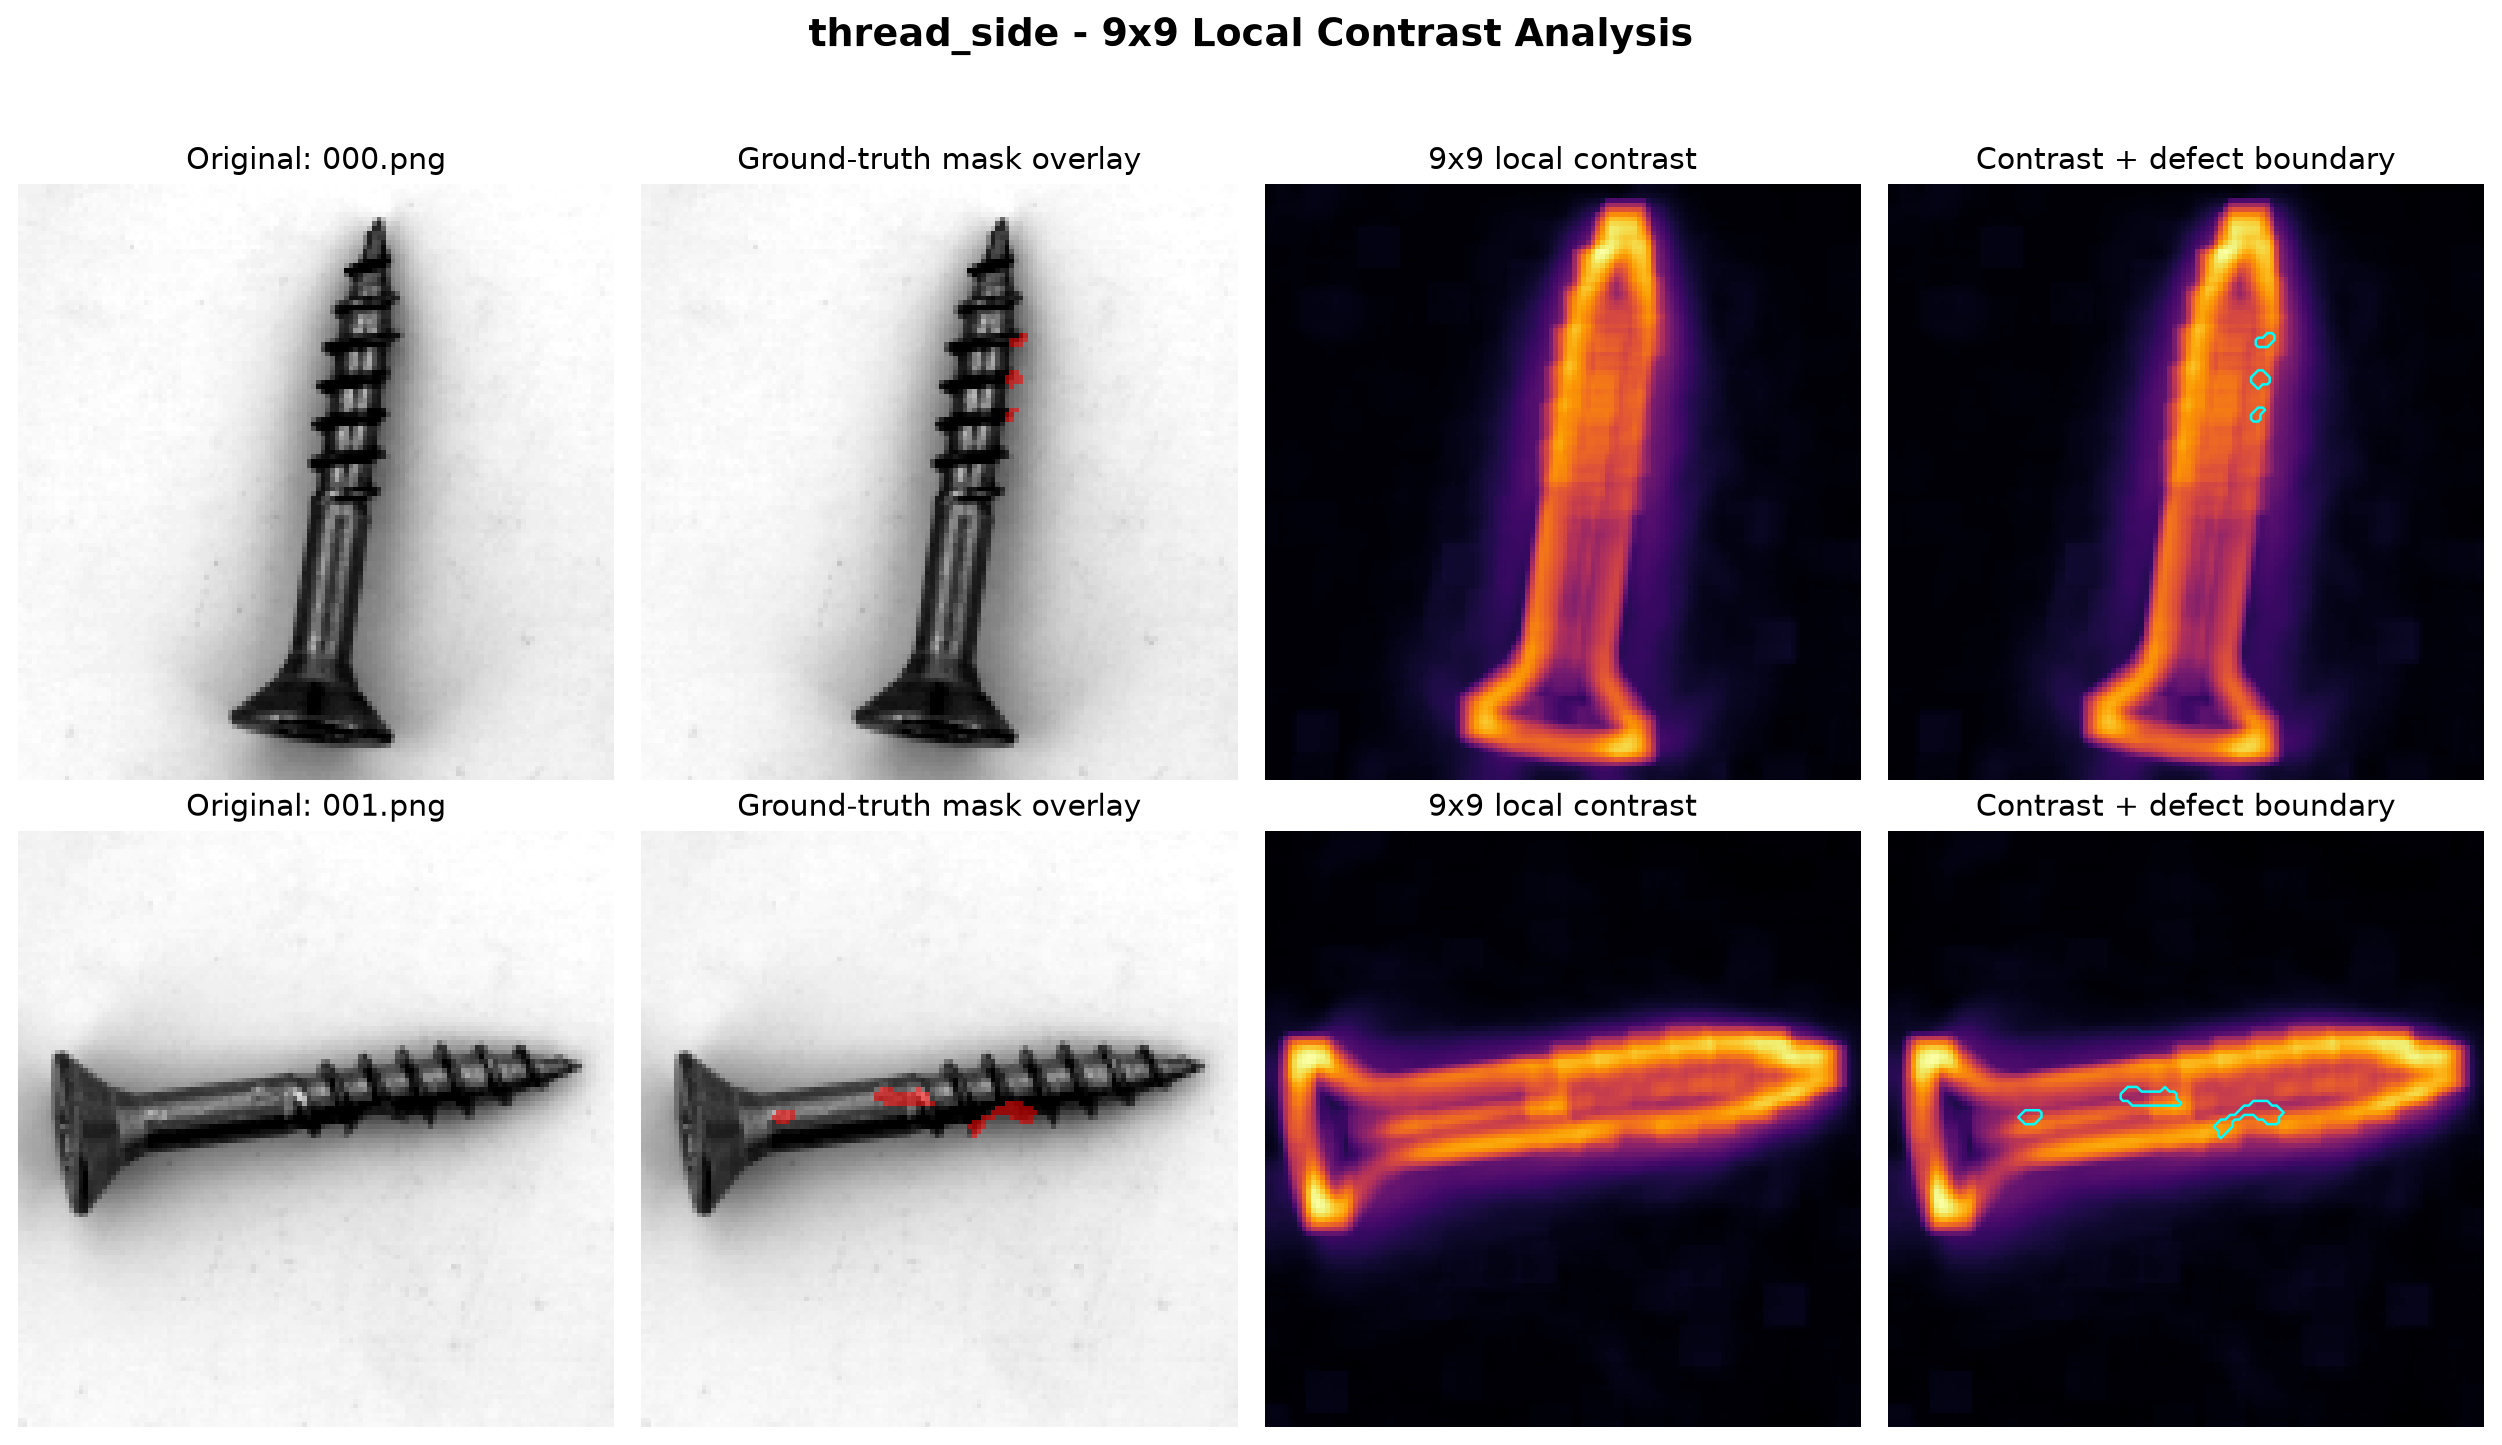 thread_side - 9x9 Local Contrast Analysis
Original: 000.png
Ground-truth mask overlay
9x9 local contrast
Contrast + defect boundary
Original: 001.png
Ground-truth mask overlay
9x9 local contrast
Contrast + defect boundary